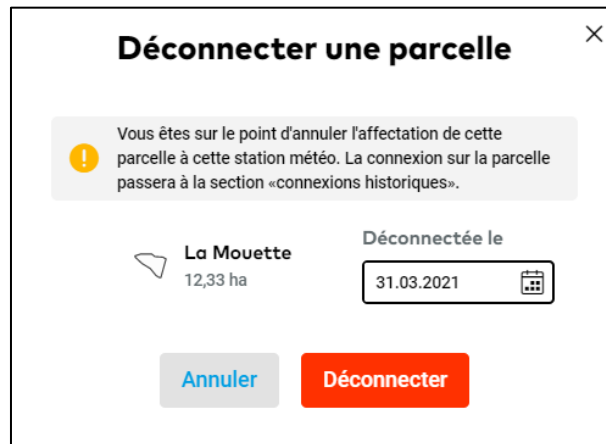 Déconnecter une parcelle
Vous êtes sur le point d'annuler l'affectation de cette
parcelle à cette station météo. La connexion sur la parcelle
passera à la section «connexions historiques».
La Mouette
12,33 ha
Déconnectée le
31.03.2021
Annuler
Déconnecter